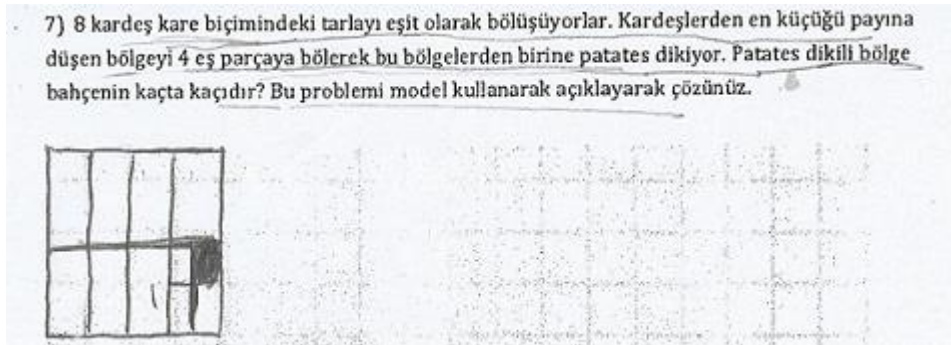 7) 8 kardeş kare biçimindeki tarlayı eşit olarak bölüşüyorlar. Kardeşlerden en küçüğü payına
düşen bölgeyi 4 eş parçaya bölerek bu bölgelerden birine patates dikiyor. Patates dikili bölge
bahçenin kaçta kaçıdır? Bu problemi model kullanarak açıklayarak çözünüz.